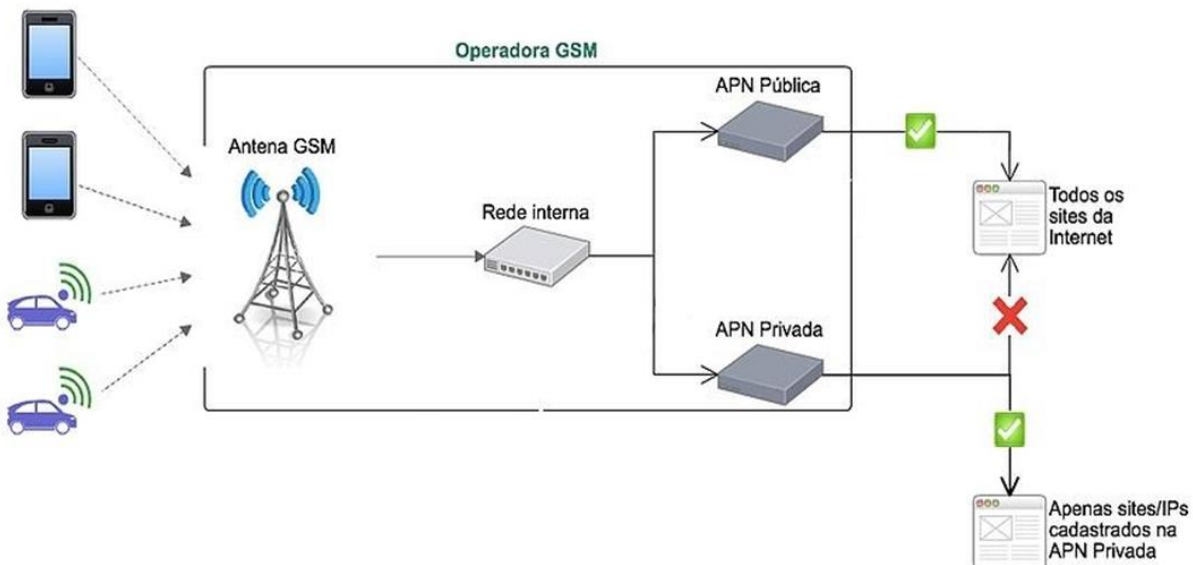 Operadora GSM
APN Pública
Antena GSM
Rede interna
Todos os
sites da
Internet
APN Privada
Apenas sites/IPs
cadastrados na
APN Privada